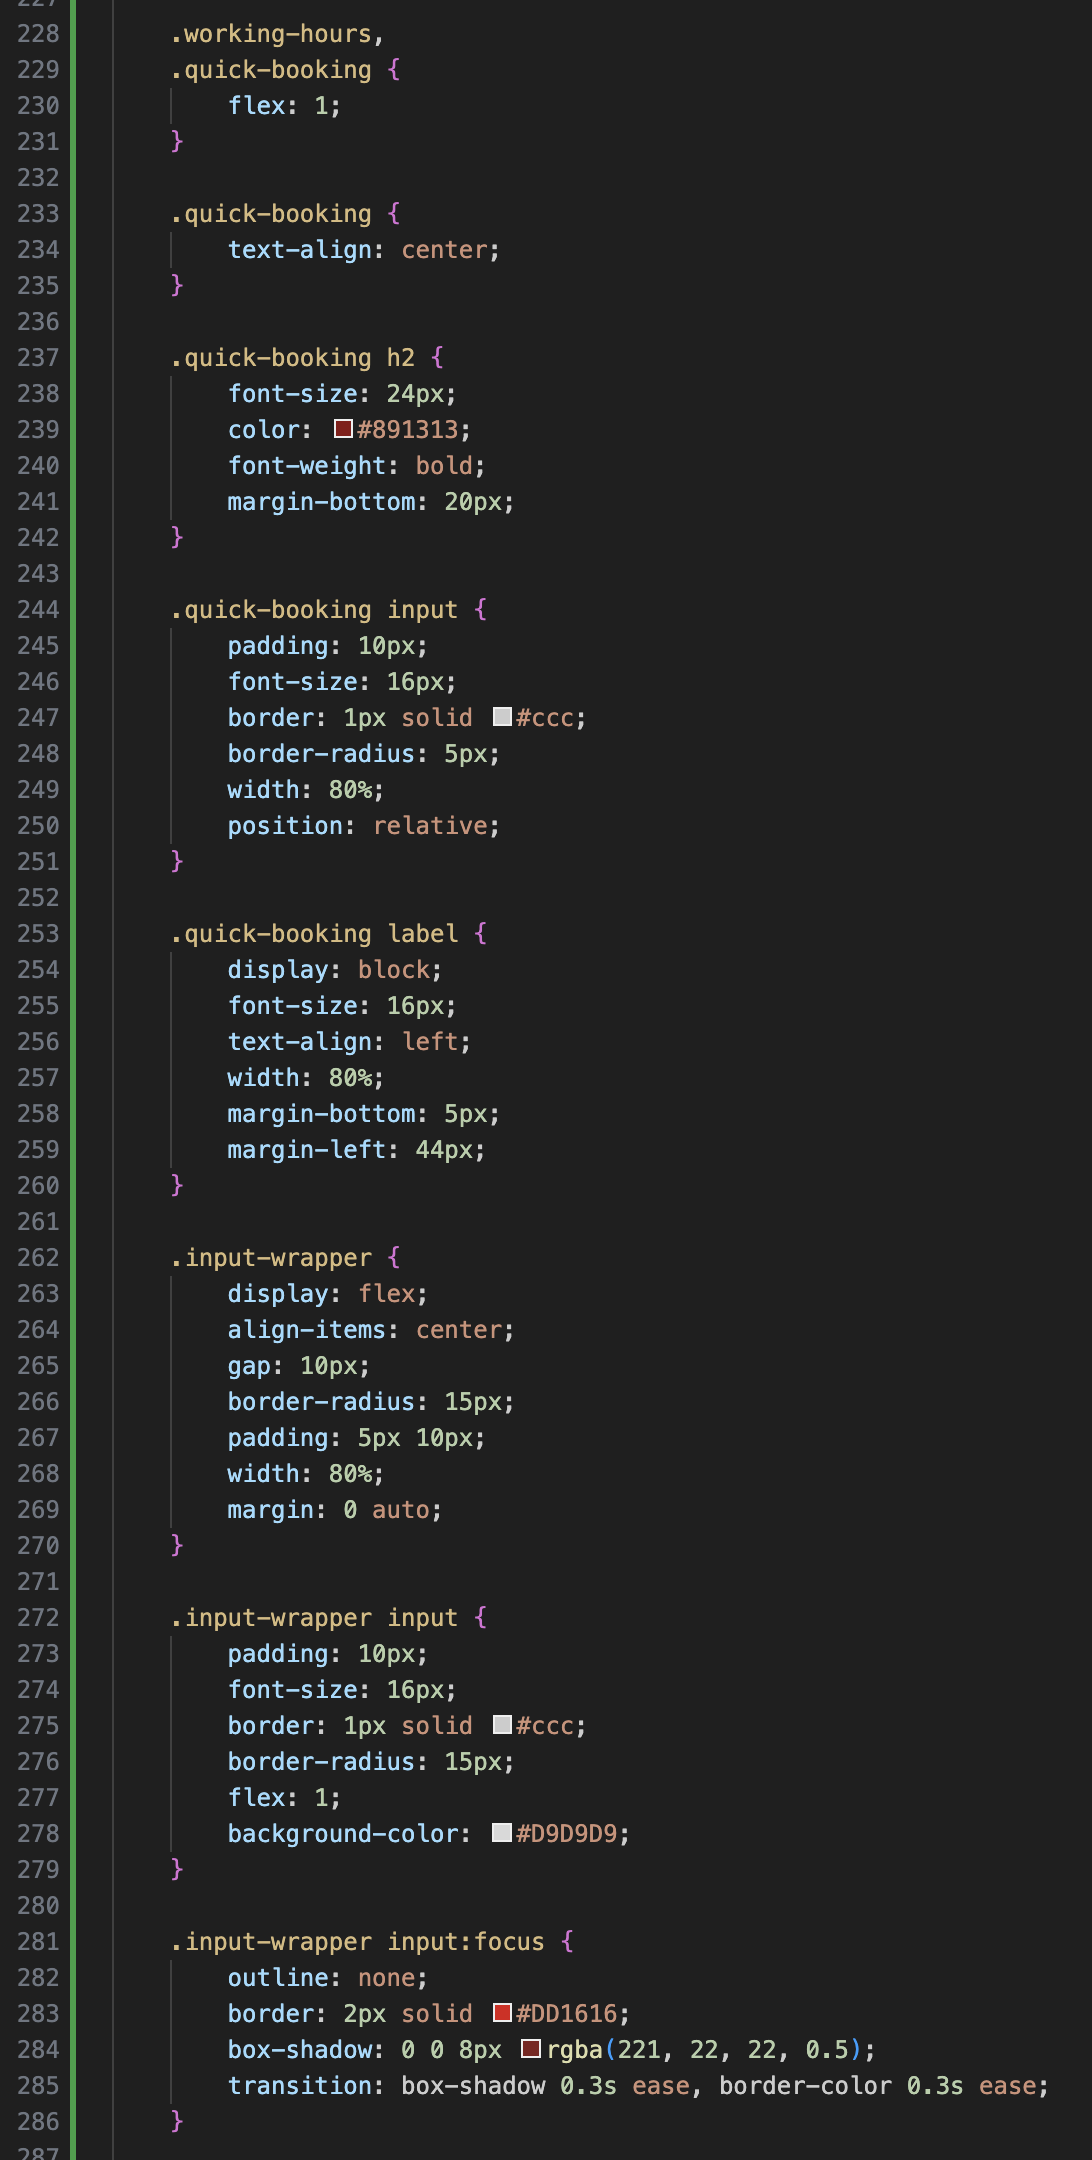 227
228 .working-hours,
229 .quick-booking {
230 flex: 1;
231 }
232
233 .quick-booking {
234 text-align: center;
235 }
236
237 .quick-booking h2 {
238 font-size: 24px;
239 color: #891313;
240 font-weight: bold;
241 margin-bottom: 20px;
242 }
243
244 .quick-booking input {
245 padding: 10px;
246 font-size: 16px;
247 border: 1px solid #ccc;
248 border-radius: 5px;
249 width: 80%;
250 position: relative;
251 }
252
253 .quick-booking label {
254 display: block;
255 font-size: 16px;
256 text-align: left;
257 width: 80%;
258 margin-bottom: 5px;
259 margin-left: 44px;
260 }
261
262 .input-wrapper {
263 display: flex;
264 align-items: center;
265 gap: 10px;
266 border-radius: 15px;
267 padding: 5px 10px;
268 width: 80%;
269 margin: 0 auto;
270 }
271
272 .input-wrapper input {
273 padding: 10px;
274 font-size: 16px;
275 border: 1px solid #ccc;
276 border-radius: 15px;
277 flex: 1;
278 background-color: #D9D9D9;
279 }
280
281 .input-wrapper input:focus {
282 outline: none;
283 border: 2px solid #DD1616;
284 box-shadow: 0 0 8px rgba(221, 22, 22, 0.5);
285 transition: box-shadow 0.3s ease, border-color 0.3s ease;
286 }
287